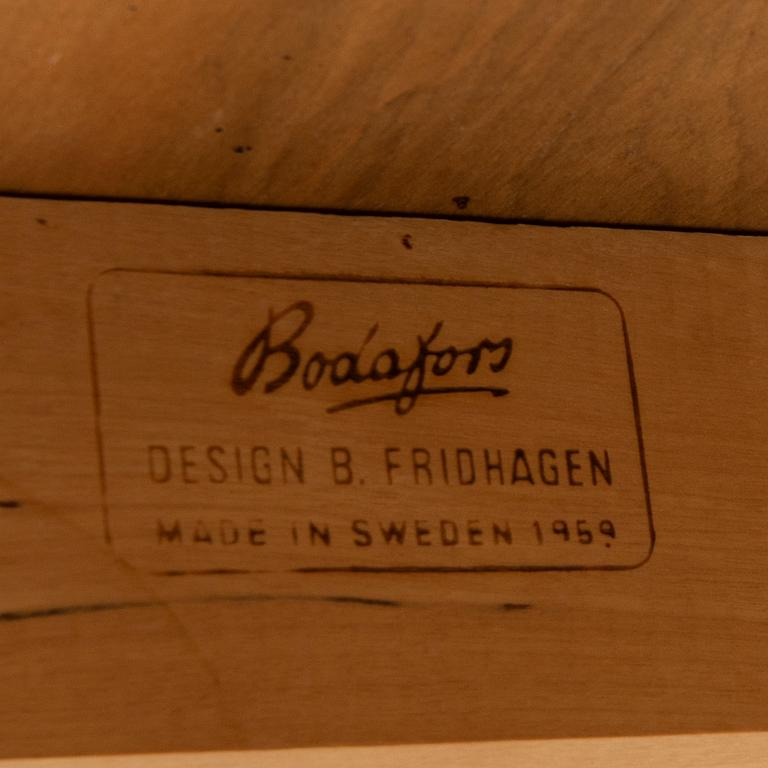 Bodafors
DESIGN B. FRIDHAGEN
MADE IN SWEDEN 1959